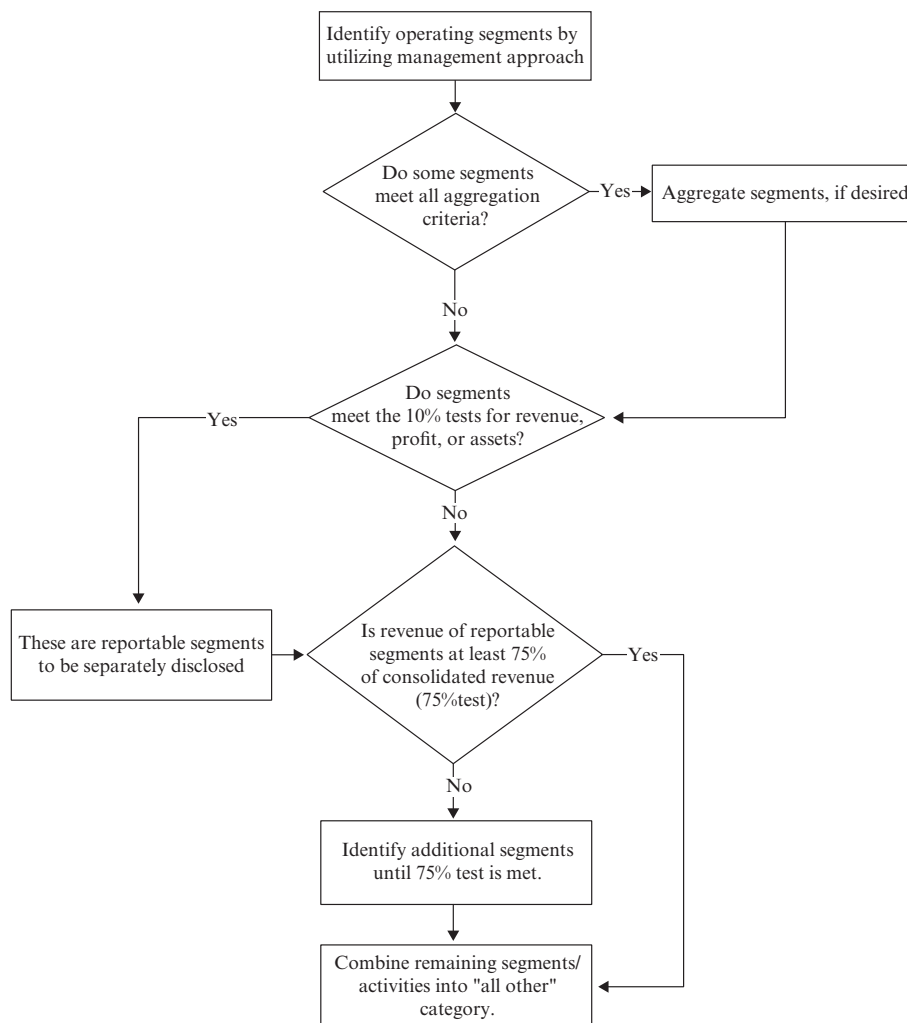 Identify operating segments by
utilizing management approach
Do some segments
meet all aggregation
criteria?
Yes
Aggregate segments, if desired
No
Do segments
meet the 10% tests for revenue,
profit, or assets?
Yes
No
These are reportable segments
to be separately disclosed
Is revenue of reportable
segments at least 75%
of consolidated revenue
(75%test)?
Yes
No
Identify additional segments
until 75% test is met.
Combine remaining segments/
activities into "all other"
category.